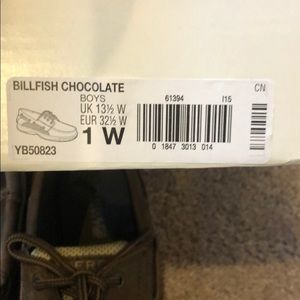 BILLFISH CHOCOLATE
BOYS 61394 I15 CN
UK 13½ W
EUR 32½ W
1 W
YB50823
0 1847 3013 014